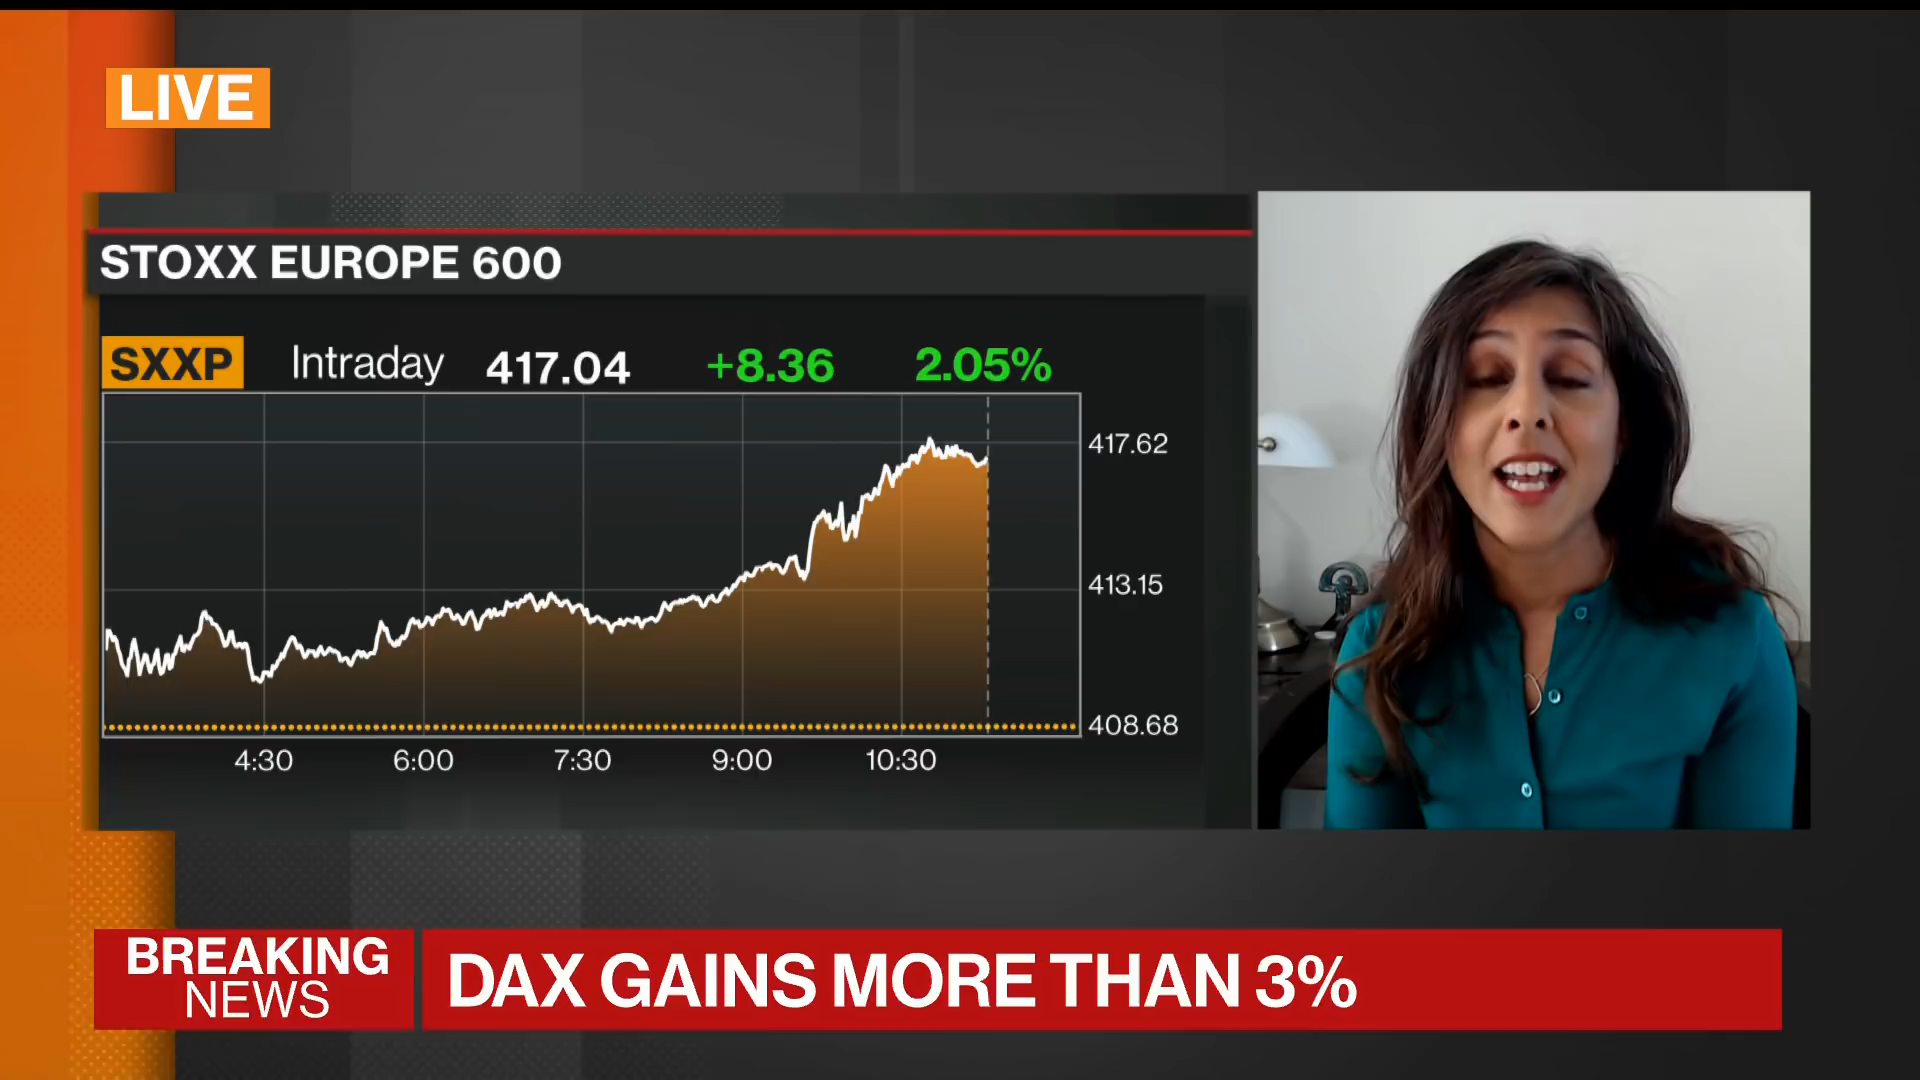 LIVE
STOXX EUROPE 600
SXXP Intraday 417.04 +8.36 2.05%
417.62
413.15
408.68
4:30 6:00 7:30 9:00 10:30
BREAKING
NEWS
DAX GAINS MORE THAN 3%